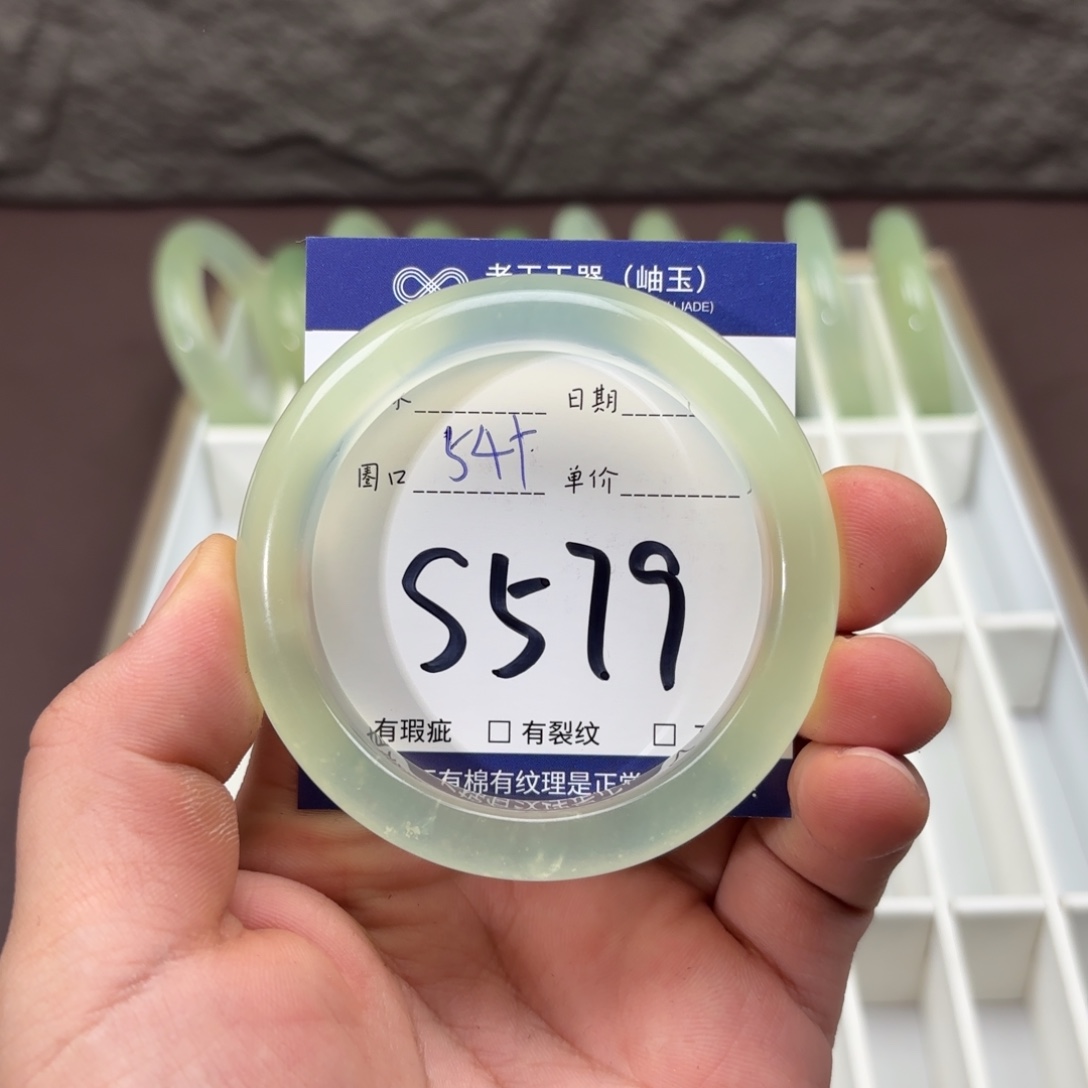 （岫玉）
JADE)
日期
圈口 54+ 单价
S579
有瑕疵 □ 有裂纹 □
有棉有纹理是正常